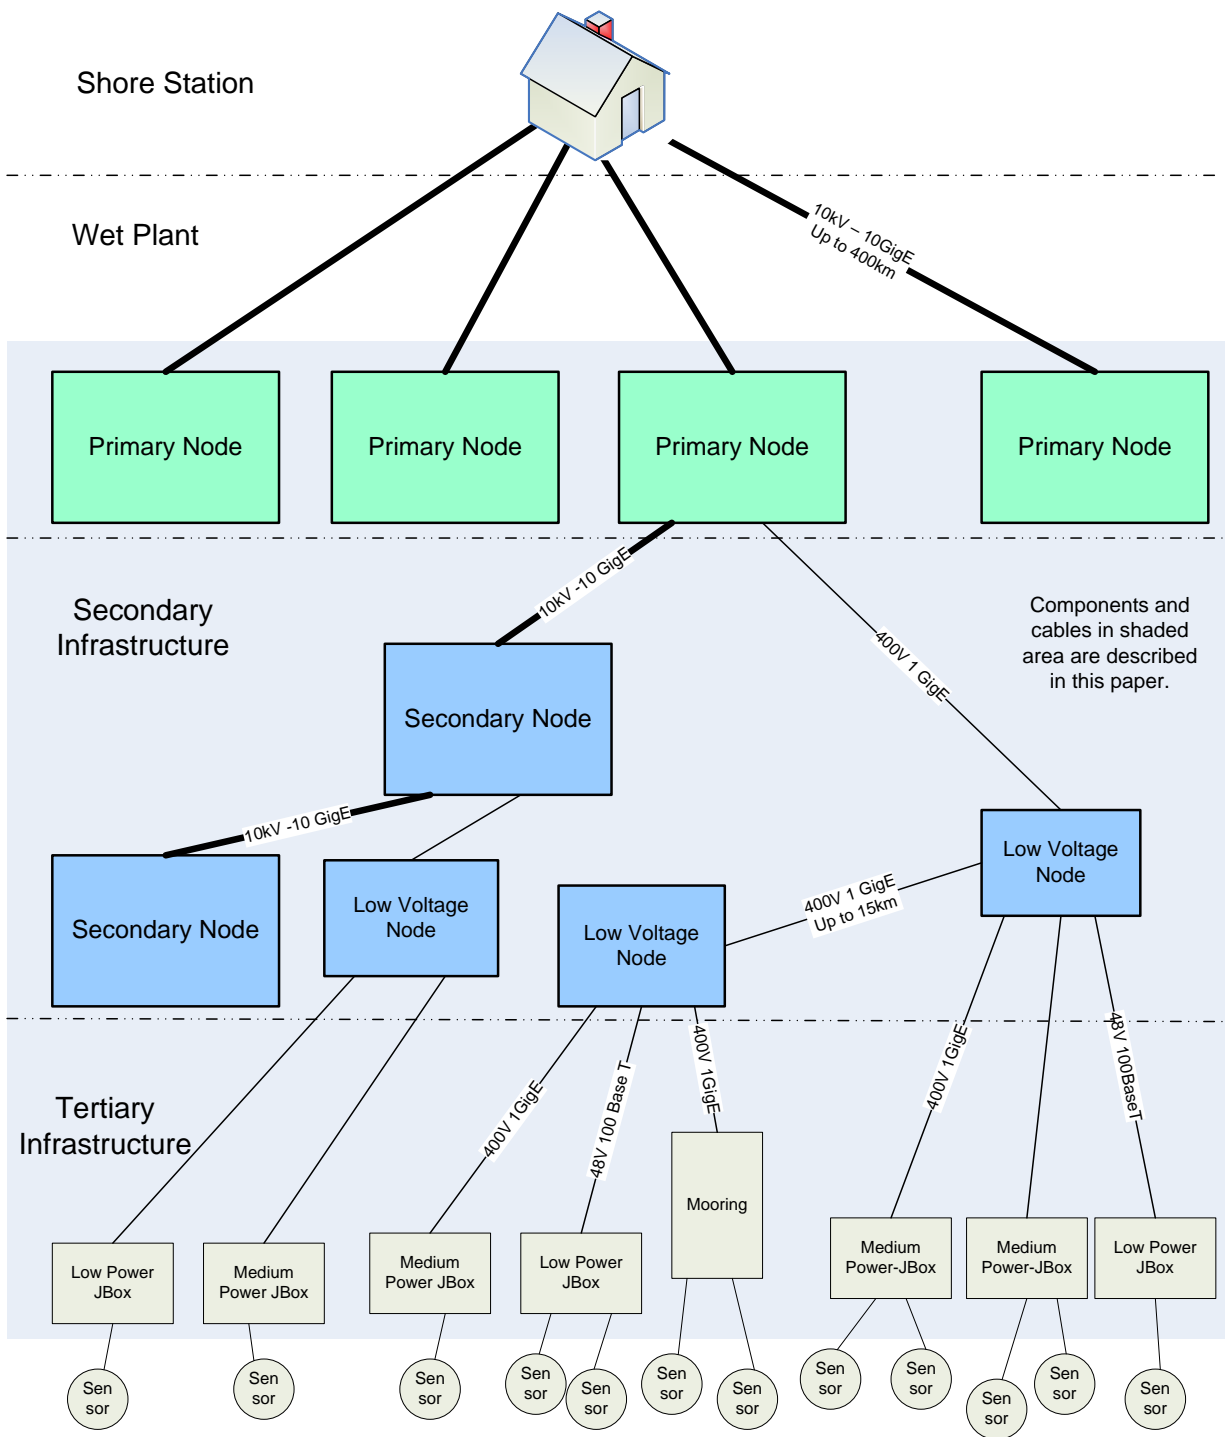 Shore Station
Wet Plant
10kV – 10GigE
Up to 400km
Primary Node
Primary Node
Primary Node
Primary Node
10kV -10 GigE
Secondary
Infrastructure
400V 1 GigE
Components and
cables in shaded
area are described
in this paper.
Secondary Node
10kV -10 GigE
Secondary Node
Low Voltage
Node
Low Voltage
Node
400V 1 GigE
Up to 15km
Low Voltage
Node
Tertiary
Infrastructure
400V 1GigE
48V 100 Base T
400V 1GigE
400V 1GigE
48V 100BaseT
Low Power
JBox
Medium
Power JBox
Medium
Power JBox
Low Power
JBox
Mooring
Medium
Power-JBox
Medium
Power-JBox
Low Power
JBox
Sen
sor
Sen
sor
Sen
sor
Sen
sor
Sen
sor
Sen
sor
Sen
sor
Sen
sor
Sen
sor
Sen
sor
Sen
sor
Sen
sor